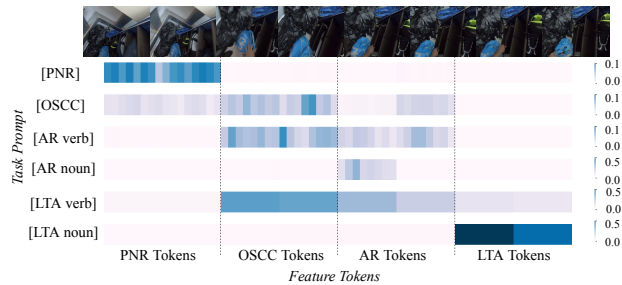 [PNR]
0.1
0.0
[OSCC]
0.1
0.0
[AR verb]
0.1
0.0
[AR noun]
0.5
0.0
[LTA verb]
0.5
0.0
[LTA noun]
0.5
0.0
Task Prompt
PNR Tokens OSCC Tokens AR Tokens LTA Tokens
Feature Tokens